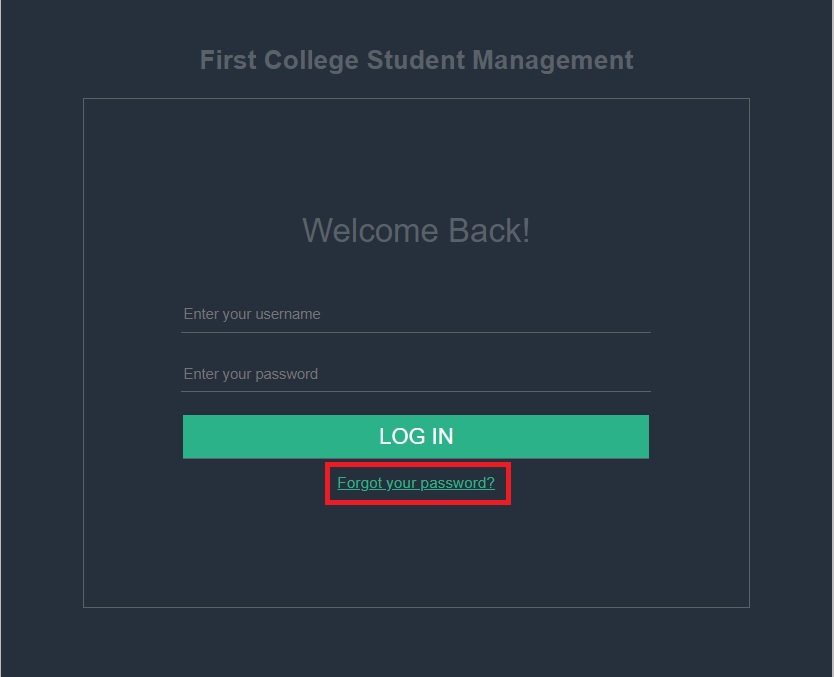 First College Student Management
Welcome Back!
Enter your username
Enter your password
LOG IN
Forgot your password?